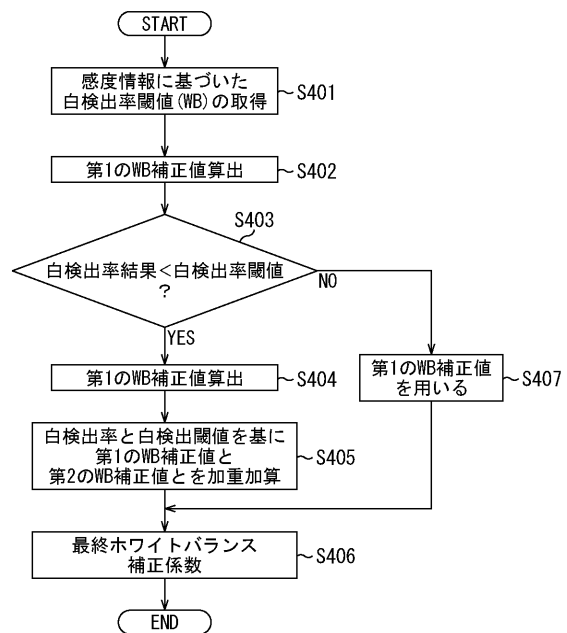 START
感度情報に基づいた
白検出率閾値(WB)の取得
S401
第1のWB補正値算出
S402
S403
白検出率結果<白検出率閾値
?
NO
YES
第1のWB補正値算出
S404
第1のWB補正値
を用いる
S407
白検出率と白検出閾値を基に
第1のWB補正値と
第2のWB補正値とを加重加算
S405
最終ホワイトバランス
補正係数
S406
END